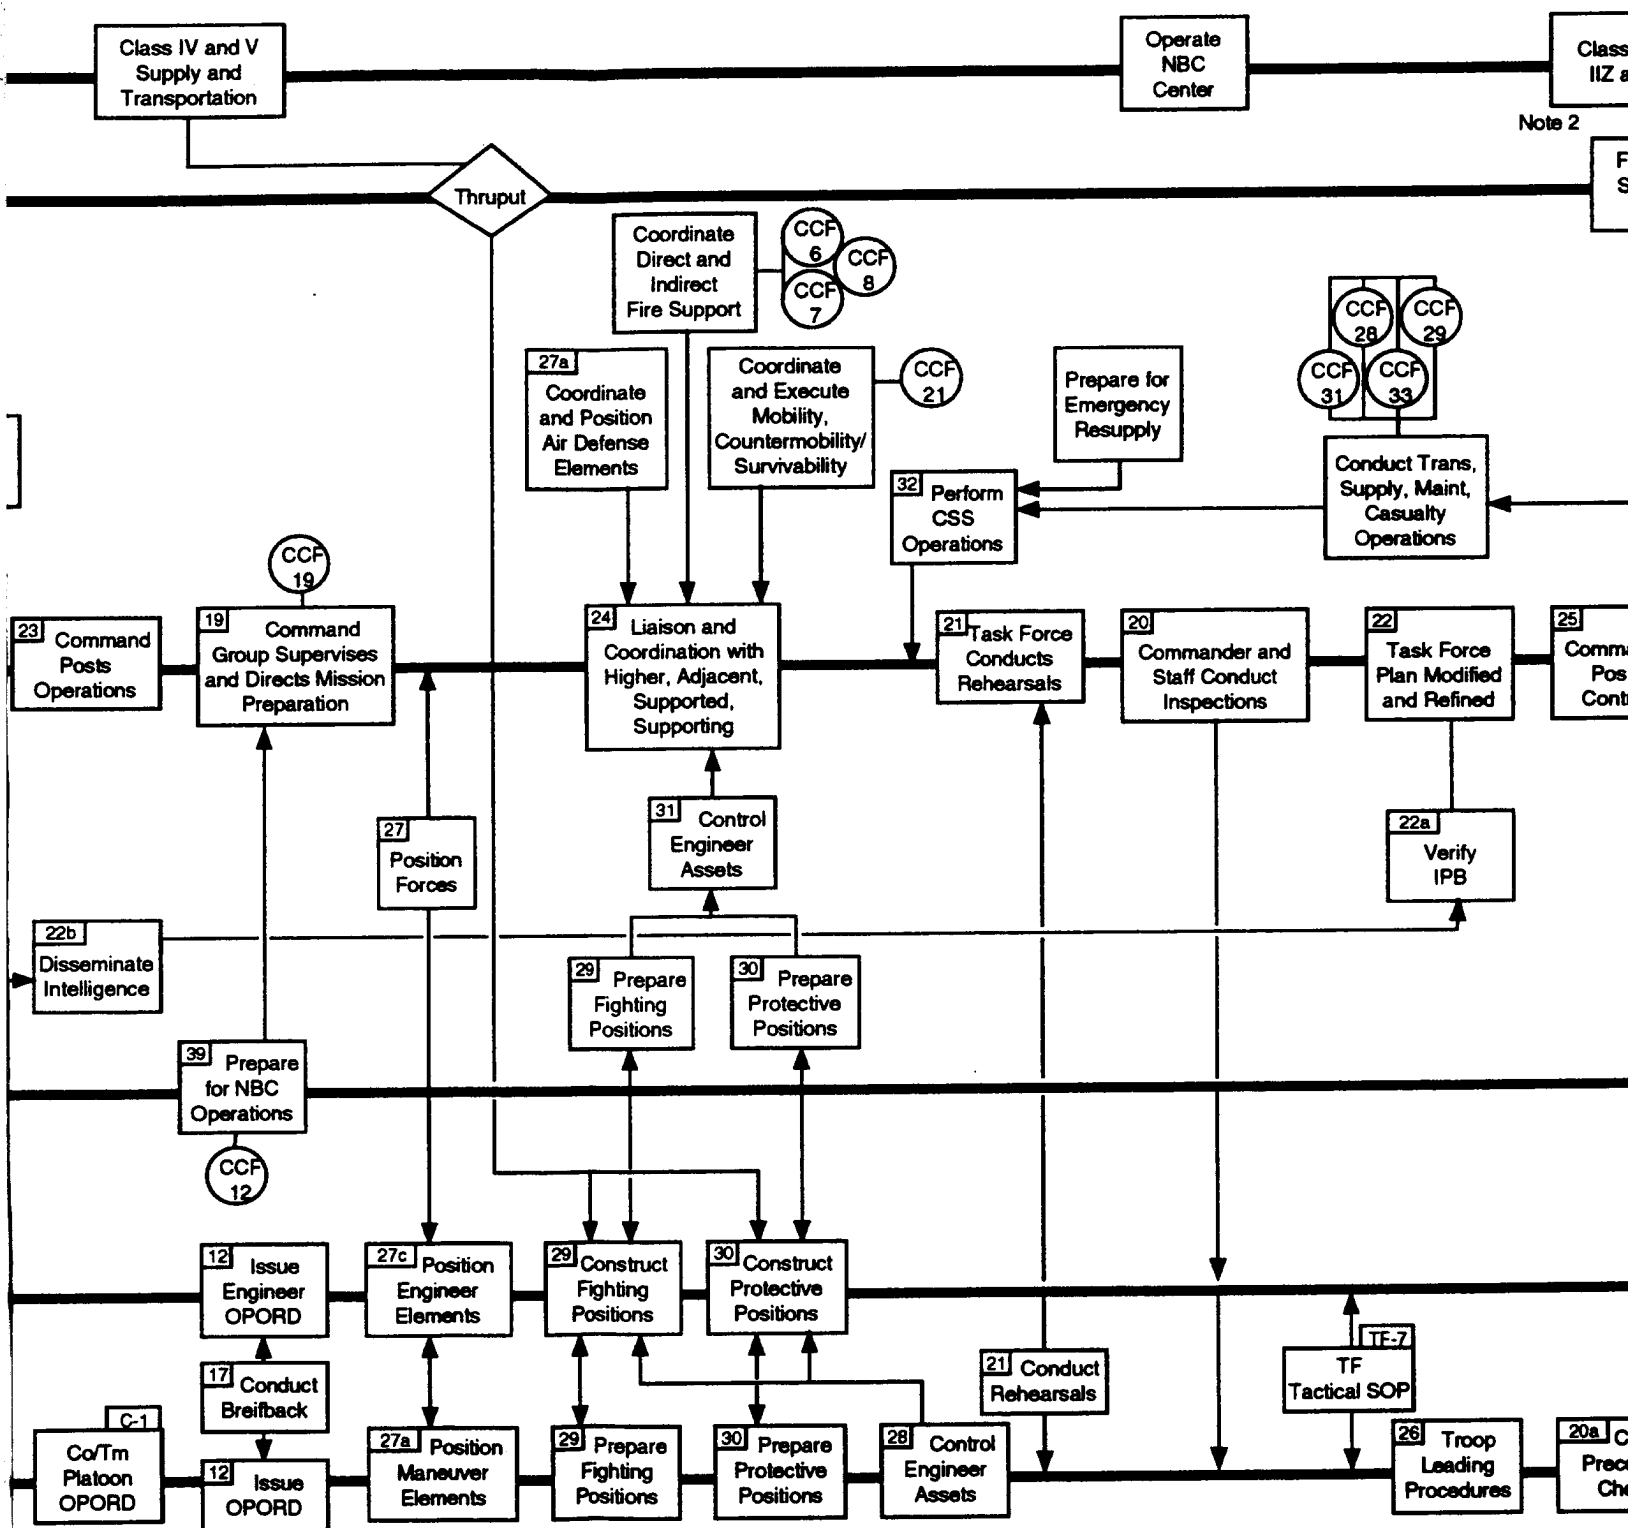 Class IV and V
Supply and
Transportation
Operate
NBC
Center
Class
IIZ a
Note 2
F
S
Thruput
Coordinate
Direct and
Indirect
Fire Support
CCF
6
CCF
8
CCF
7
CCF
28
CCF
29
CCF
31
CCF
33
27a
Coordinate
and Position
Air Defense
Elements
Coordinate
and Execute
Mobility,
Countermobility/
Survivability
CCF
21
Prepare for
Emergency
Resupply
32 Perform
CSS
Operations
Conduct Trans,
Supply, Maint,
Casualty
Operations
CCF
19
23 Command
Posts
Operations
19 Command
Group Supervises
and Directs Mission
Preparation
24 Liaison and
Coordination with
Higher, Adjacent,
Supported,
Supporting
21 Task Force
Conducts
Rehearsals
20
Commander and
Staff Conduct
Inspections
22
Task Force
Plan Modified
and Refined
25
Comma
Pos
Cont
31 Control
Engineer
Assets
27
Position
Forces
22a
Verify
IPB
22b
Disseminate
Intelligence
29 Prepare
Fighting
Positions
30 Prepare
Protective
Positions
39 Prepare
for NBC
Operations
CCF
12
12 Issue
Engineer
OPORD
27c Position
Engineer
Elements
29 Construct
Fighting
Positions
30 Construct
Protective
Positions
17 Conduct
Breifback
21 Conduct
Rehearsals
TF-7
TF
Tactical SOP
C-1
Co/Tm
Platoon
OPORD
12 Issue
OPORD
27a Position
Maneuver
Elements
29 Prepare
Fighting
Positions
30 Prepare
Protective
Positions
28 Control
Engineer
Assets
26 Troop
Leading
Procedures
20a C
Prec
Che